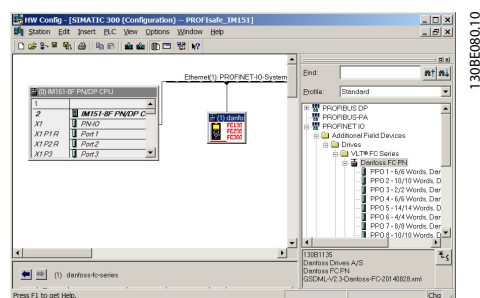 HW Config - [SIMATIC 300 (Configuration) -- PROFIsafe_IM151]
Station Edit Insert PLC View Options Window Help
Ethernet(1): PROFINET-IO-System
(0) IM151-8F PN/DP CPU
1
2 IM151-8F PN/DP C
X1 PN-IO
X1 P1 R Port 1
X1 P2 R Port 2
X1 P3 Port 3
(1) danfo
FC100
FC200
FC300
Find:
Profile: Standard
PROFIBUS DP
PROFIBUS-PA
PROFINET IO
Additional Field Devices
Drives
VLT® FC Series
Danfoss FC PN
PPO 1 - 6/6 Words, Dar
PPO 2 - 10/10 Words, D
PPO 3 - 2/2 Words, Dar
PPO 4 - 6/6 Words, Dar
PPO 5 - 14/14 Words, D
PPO 6 - 4/4 Words, Dar
PPO 7 - 8/8 Words, Dar
PPO 8 - 10/10 Words, D
(1) danfoss-fc-series
130B1135
Danfoss Drives A/S
Danfoss FC PN
GSDML-V2.3-Danfoss-FC-20140828.xml
Press F1 to get Help.
Chg
130BE080.10